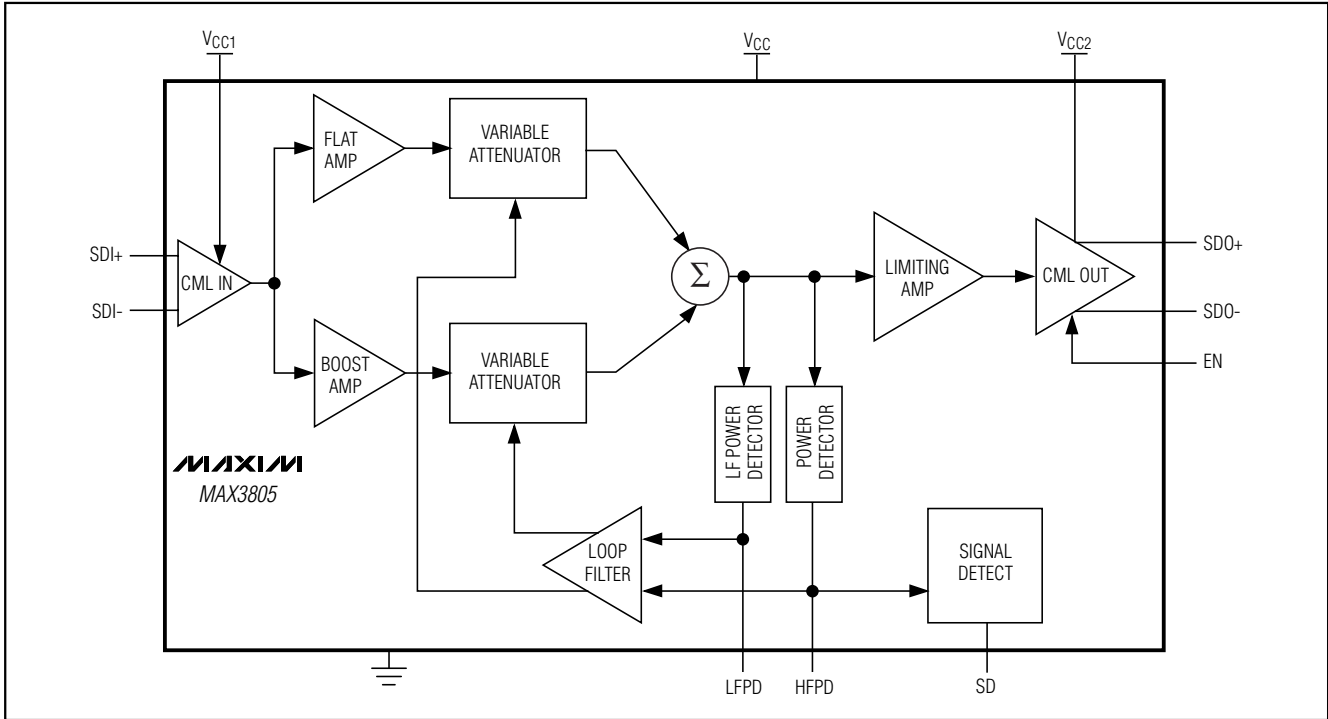 VCC1
VCC
VCC2
FLAT
AMP
VARIABLE
ATTENUATOR
SDI+
SDI-
CML IN
Σ
LIMITING
AMP
CML OUT
SDO+
SDO-
EN
BOOST
AMP
VARIABLE
ATTENUATOR
LF POWER
DETECTOR
POWER
DETECTOR
MAXIM
MAX3805
LOOP
FILTER
SIGNAL
DETECT
LFPD
HFPD
SD